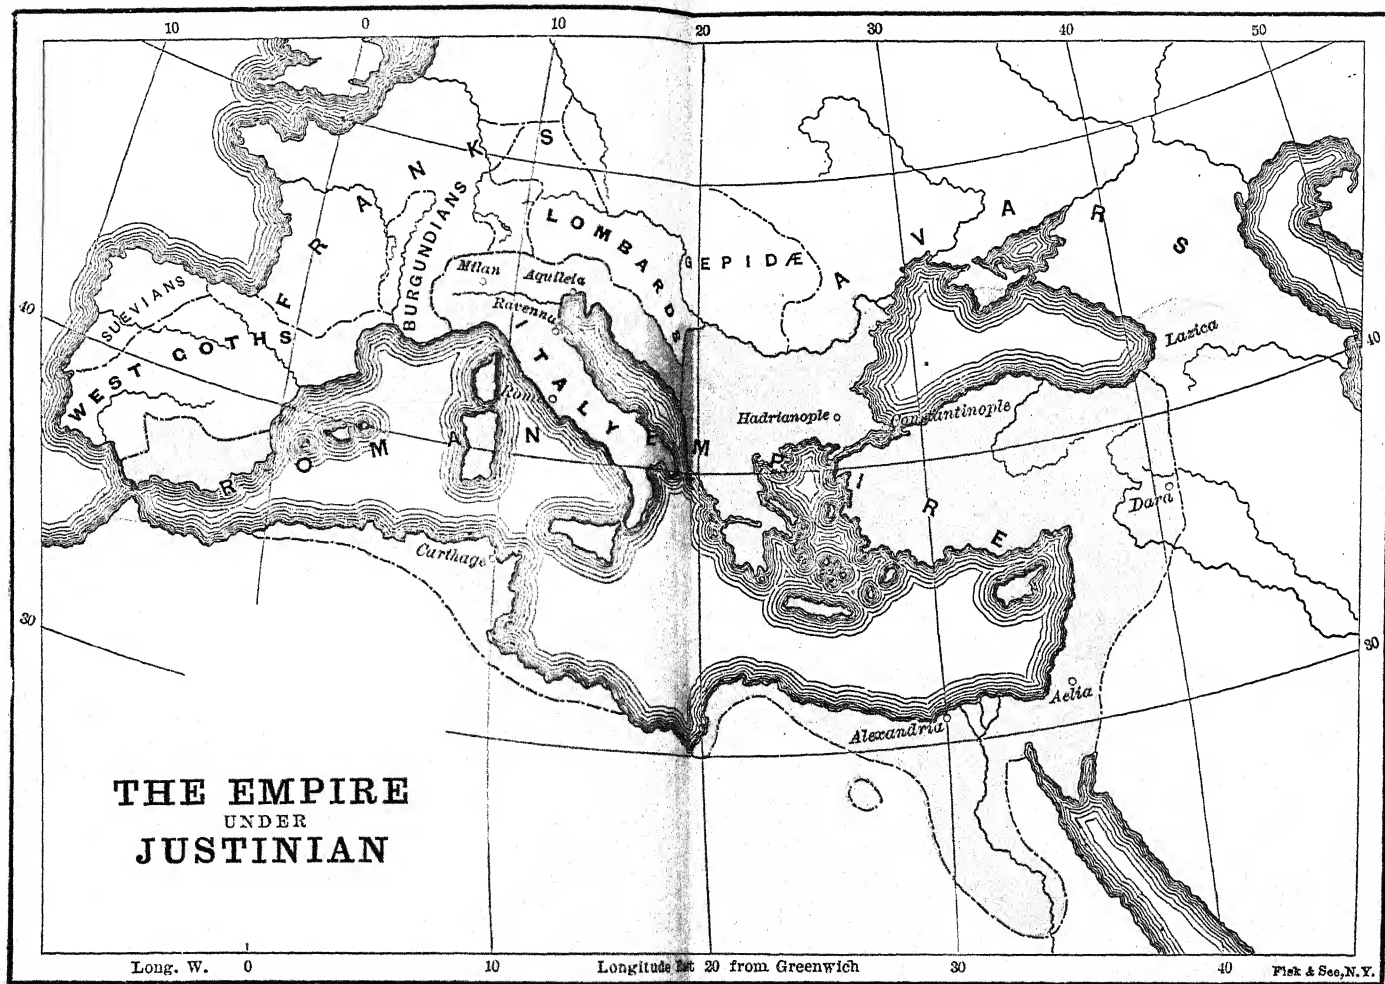 10 0 10 20 30 40 50
FRANKS
BURGUNDIANS
LOMBARDS
GEPIDÆ
AVARS
SUEVIANS
WEST GOTHS
Milan
Aquileia
Ravenna
ITALY
Rome
Lazica
Hadrianople
Constantinople
ROMAN EMPIRE
Dara
Carthage
Aelia
Alexandria
40
40
30
30
THE EMPIRE
UNDER
JUSTINIAN
Long. W. 0 10 Longitude East 20 from Greenwich 30 40
Fisk & See, N.Y.